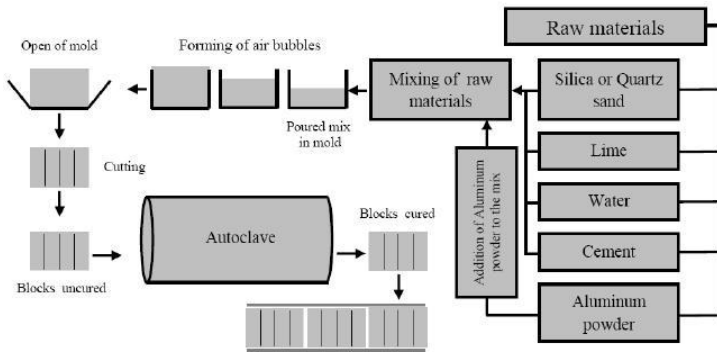 Raw materials
Open of mold
Forming of air bubbles
Mixing of raw
materials
Silica or Quartz
sand
Poured mix
in mold
Lime
Cutting
Addition of Aluminum
powder to the mix
Water
Blocks cured
Autoclave
Cement
Blocks uncured
Aluminum
powder